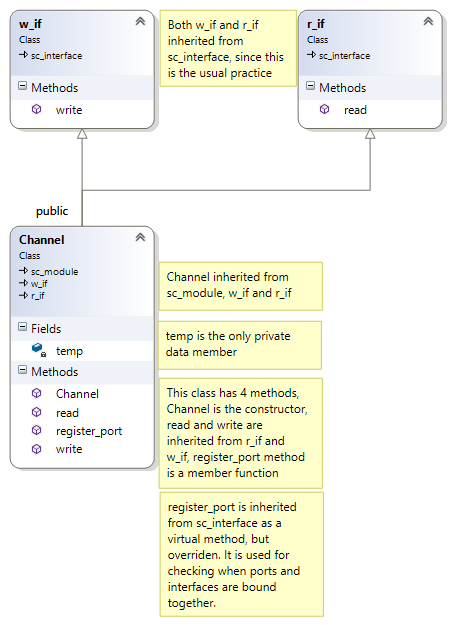 w_if
Class
sc_interface
Methods
write
Both w_if and r_if
inherited from
sc_interface, since this
is the usual practice
r_if
Class
sc_interface
Methods
read
public
Channel
Class
sc_module
w_if
r_if
Fields
temp
Methods
Channel
read
register_port
write
Channel inherited from
sc_module, w_if and r_if
temp is the only private
data member
This class has 4 methods,
Channel is the constructor,
read and write are
inherited from r_if and
w_if, register_port method
is a member function
register_port is inherited
from sc_interface as a
virtual method, but
overriden. It is used for
checking when ports and
interfaces are bound
together.